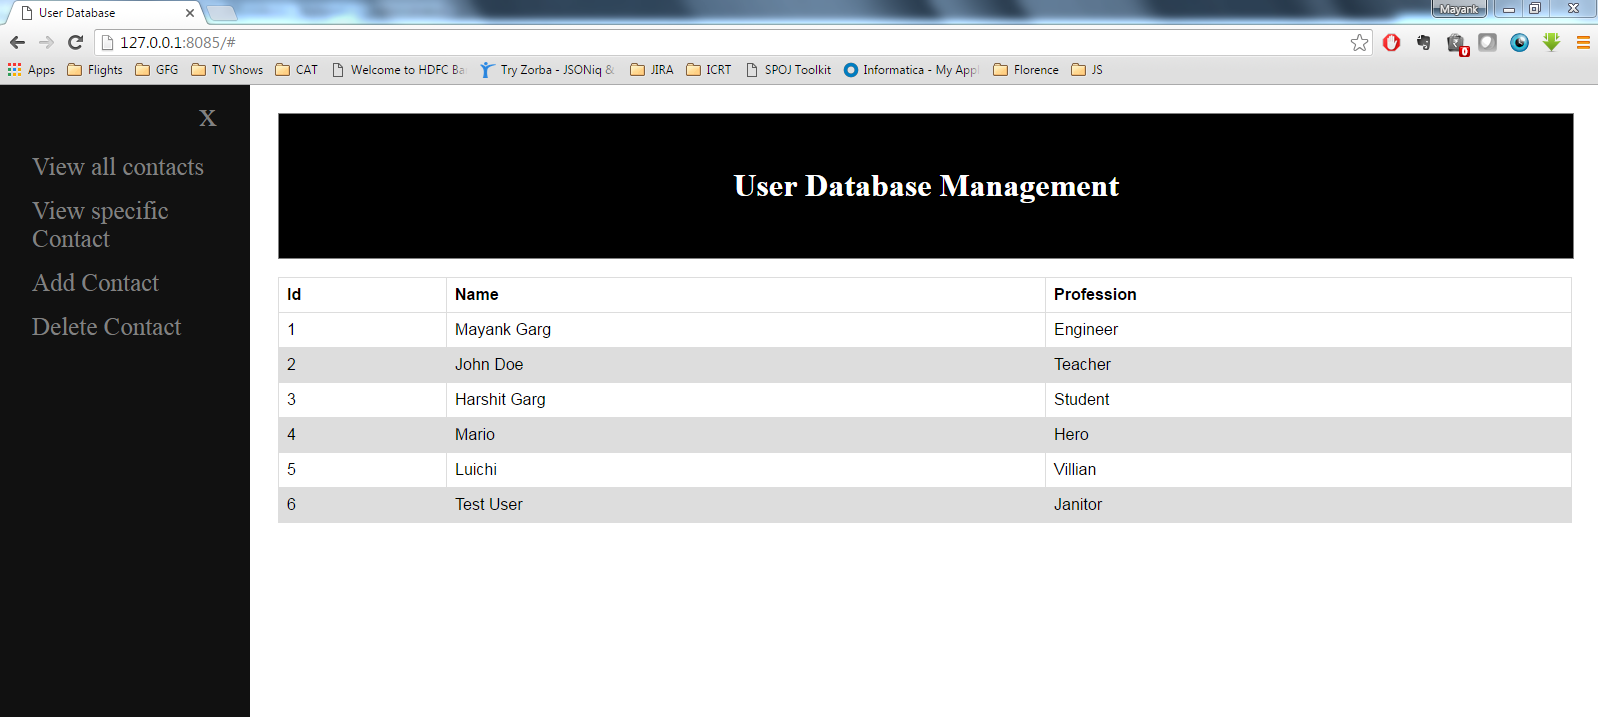 User Database
Mayank
127.0.0.1:8085/#
0
Apps Flights GFG TV Shows CAT Welcome to HDFC Ba Try Zorba - JSONiq & JIRA ICRT SPOJ Toolkit Informatica - My App Florence JS
X
View all contacts
View specific
Contact
Add Contact
Delete Contact
User Database Management
Id Name Profession
1 Mayank Garg Engineer
2 John Doe Teacher
3 Harshit Garg Student
4 Mario Hero
5 Luichi Villian
6 Test User Janitor